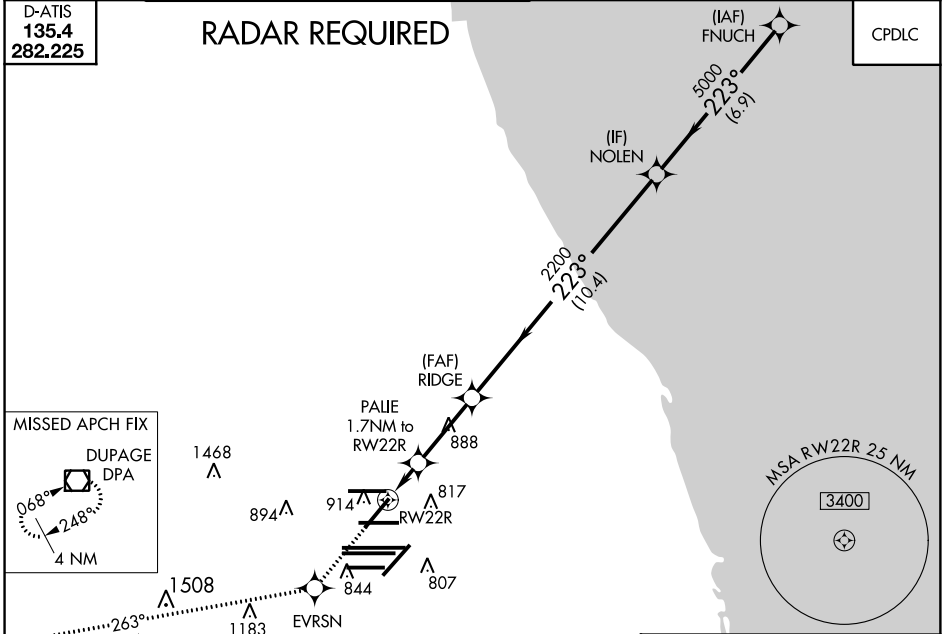 D-ATIS
135.4
282.225
RADAR REQUIRED
(IAF)
FNUCH
CPDLC
5000
223°
(6.9)
(IF)
NOLEN
2200
223°
(10.4)
(FAF)
RIDGE
PALIE
1.7NM to
RW22R
888
MISSED APCH FIX
DUPAGE
DPA
068°
248°
4 NM
1468
894
914
817
RW22R
MSA RW22R 25 NM
3400
844
807
1508
263°
1183
EVRSN